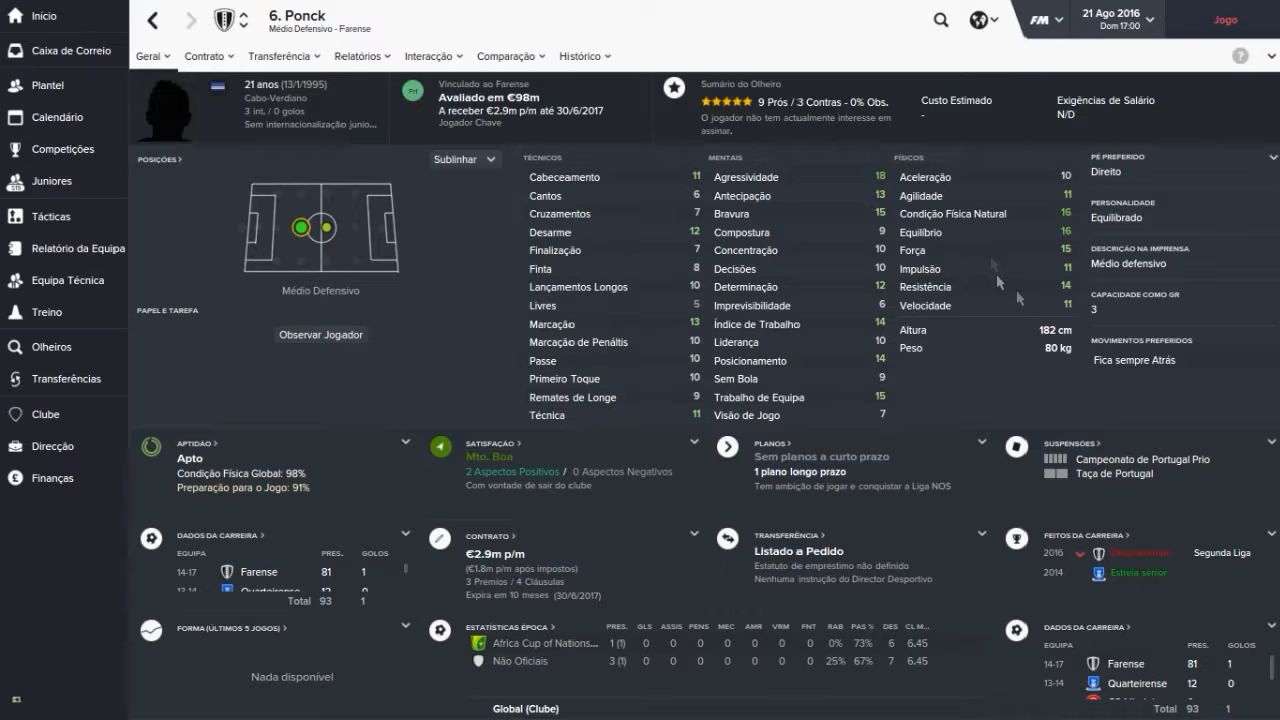 Início
Caixa de Correio
Plantel
Calendário
Competições
Juniores
Tácticas
Relatório da Equipa
Equipa Técnica
Treino
Olheiros
Transferências
Clube
Direcção
Finanças
6. Ponck
Médio Defensivo - Farense
FM
21 Ago 2016
Dom 17:00
Jogo
Geral Contrato Transferência Relatórios Interacção Comparação Histórico
21 anos (13/1/1995)
Cabo-Verdiano
3 int. / 0 golos
Sem internacionalização junio...
Vinculado ao Farense
Avaliado em €98m
A receber €2.9m p/m até 30/6/2017
Jogador Chave
Sumário do Olheiro
9 Prós / 3 Contras - 0% Obs.
O jogador não tem actualmente interesse em
assinar.
Custo Estimado
-
Exigências de Salário
N/D
POSIÇÕES
Sublinhar
Médio Defensivo
PAPEL E TAREFA
Observar Jogador
TÉCNICOS
Cabeceamento 11
Cantos 6
Cruzamentos 7
Desarme 12
Finalização 7
Finta 8
Lançamentos Longos 10
Livres 5
Marcação 13
Marcação de Penáltis 10
Passe 10
Primeiro Toque 10
Remates de Longe 9
Técnica 11
MENTAIS
Agressividade 18
Antecipação 13
Bravura 15
Compostura 9
Concentração 10
Decisões 10
Determinação 12
Imprevisibilidade 6
Índice de Trabalho 14
Liderança 10
Posicionamento 14
Sem Bola 9
Trabalho de Equipa 15
Visão de Jogo 7
FÍSICOS
Aceleração 10
Agilidade 11
Condição Física Natural 16
Equilíbrio 16
Força 15
Impulsão 11
Resistência 14
Velocidade 11
Altura 182 cm
Peso 80 kg
PÉ PREFERIDO
Direito
PERSONALIDADE
Equilibrado
DESCRIÇÃO NA IMPRENSA
Médio defensivo
CAPACIDADE COMO GR
3
MOVIMENTOS PREFERIDOS
Fica sempre Atrás
APTIDÃO
Apto
Condição Física Global: 98%
Preparação para o Jogo: 91%
SATISFAÇÃO
Mto. Boa
2 Aspectos Positivos / 0 Aspectos Negativos
Com vontade de sair do clube
PLANOS
Sem planos a curto prazo
1 plano longo prazo
Tem ambição de jogar e conquistar a Liga NOS
SUSPENSÕES
Campeonato de Portugal Prio
Taça de Portugal
DADOS DA CARREIRA
EQUIPA PRES. GOLOS
14-17 Farense 81 1
13-14 Quarteirense 12 0
Total 93 1
CONTRATO
€2.9m p/m
(€1.8m p/m após impostos)
3 Prémios / 4 Cláusulas
Expira em 10 meses (30/6/2017)
TRANSFERÊNCIA
Listado a Pedido
Estatuto de empréstimo não definido
Nenhuma instrução do Director Desportivo
FEITOS DA CARREIRA
2016 Segunda Liga
2014 Estreia sénior
FORMA (ÚLTIMOS 5 JOGOS)
Nada disponível
ESTATÍSTICAS ÉPOCA PRES. GLS ASSIS PENS MEC AMR VRM FNT RAB PAS % DES CL M...
Africa Cup of Nations... 1 (1) 0 0 0 0 0 0 0 0% 73% 6 6.45
Não Oficiais 3 (1) 0 0 0 0 0 0 0 25% 67% 7 6.45
Global (Clube)
DADOS DA CARREIRA
EQUIPA PRES. GOLOS
14-17 Farense 81 1
13-14 Quarteirense 12 0
Total 93 1